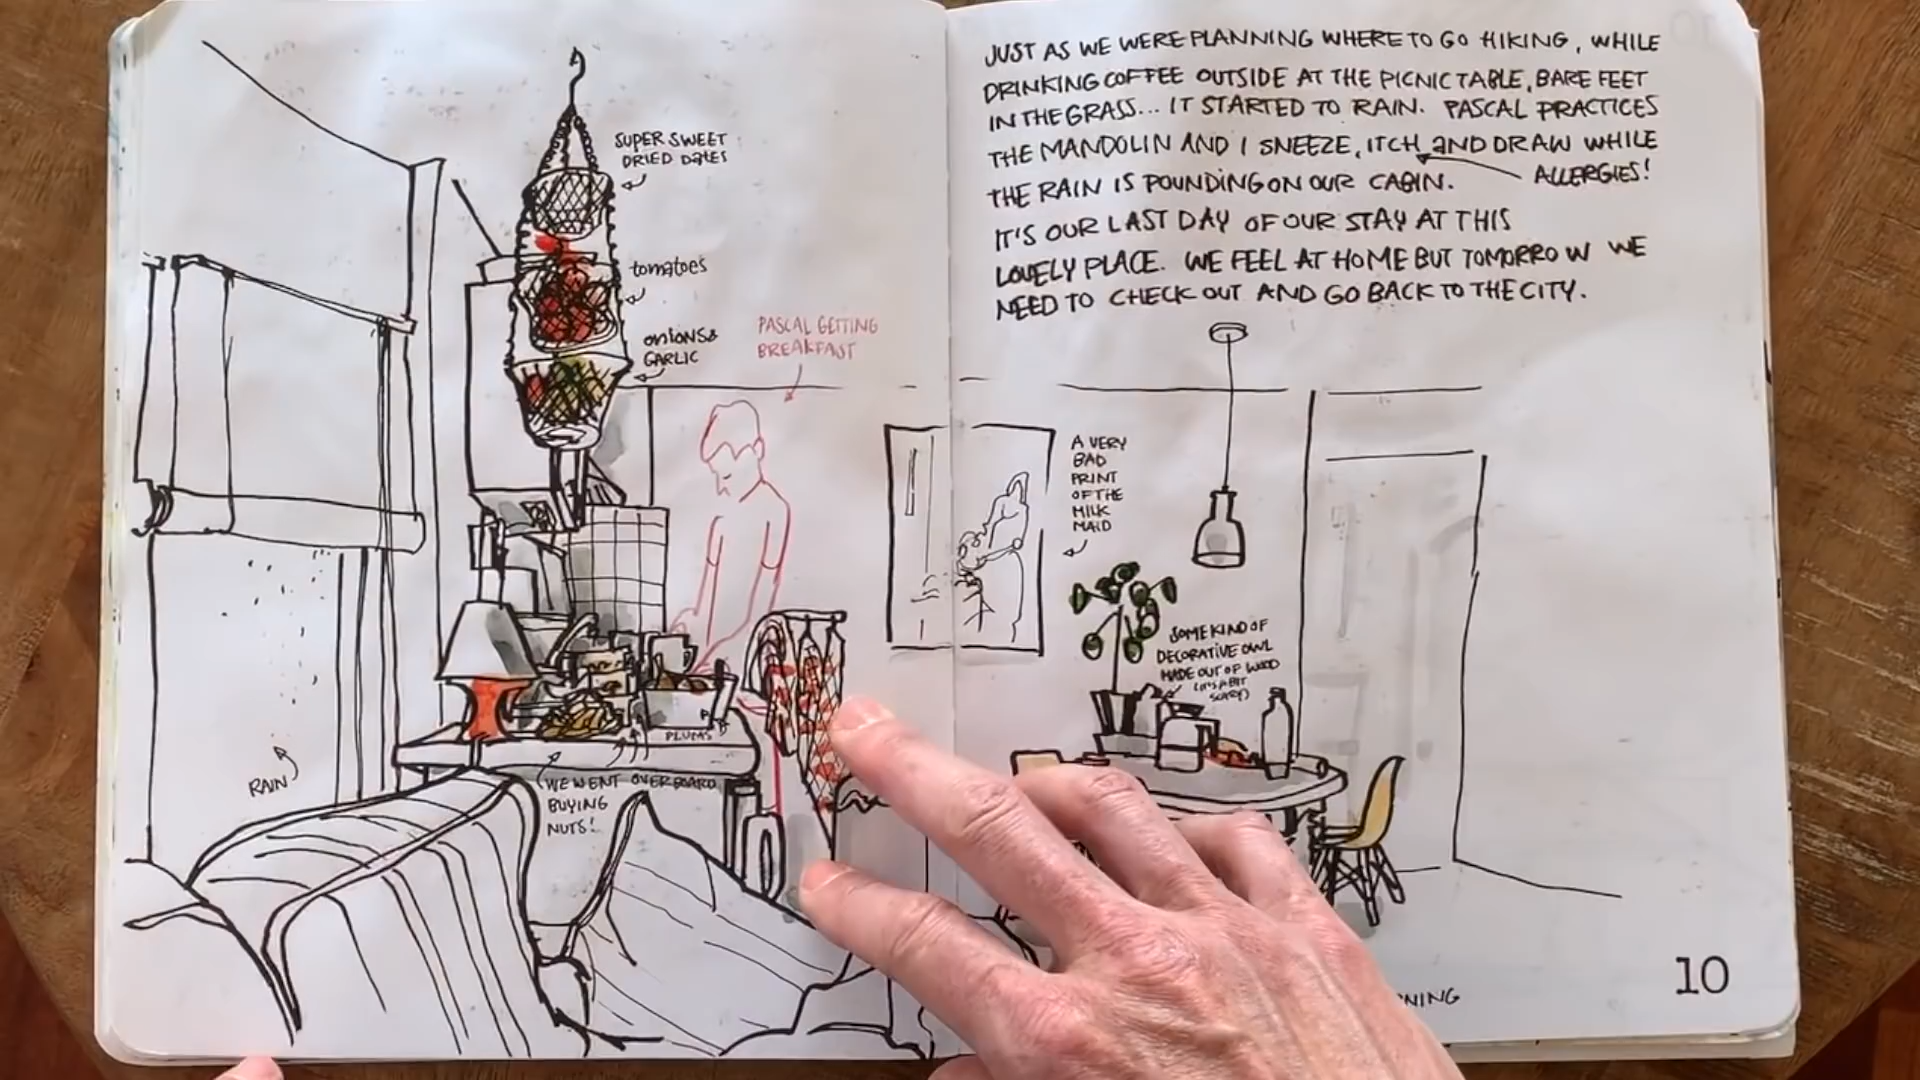 JUST AS WE WERE PLANNING WHERE TO GO HIKING, WHILE
DRINKING COFFEE OUTSIDE AT THE PICNIC TABLE, BARE FEET
IN THE GRASS... IT STARTED TO RAIN. PASCAL PRACTICES
THE MANDOLIN AND I SNEEZE, ITCH AND DRAW WHILE
ALLERGIES!
THE RAIN IS POUNDING ON OUR CABIN.
IT'S OUR LAST DAY OF OUR STAY AT THIS
LOVELY PLACE. WE FEEL AT HOME BUT TOMORROW WE
NEED TO CHECK OUT AND GO BACK TO THE CITY.
SUPER SWEET
DRIED DATES
tomatoes
onions &
GARLIC
PASCAL GETTING
BREAKFAST
A VERY
BAD
PRINT
OF THE
MILK
MAID
SOME KIND OF
DECORATIVE OWL
MADE OUT OF WOOD
(IT'S A BIT
SCARY)
PLUMS
RAIN
WE WENT OVERBOARD
BUYING
NUTS!
NING
10